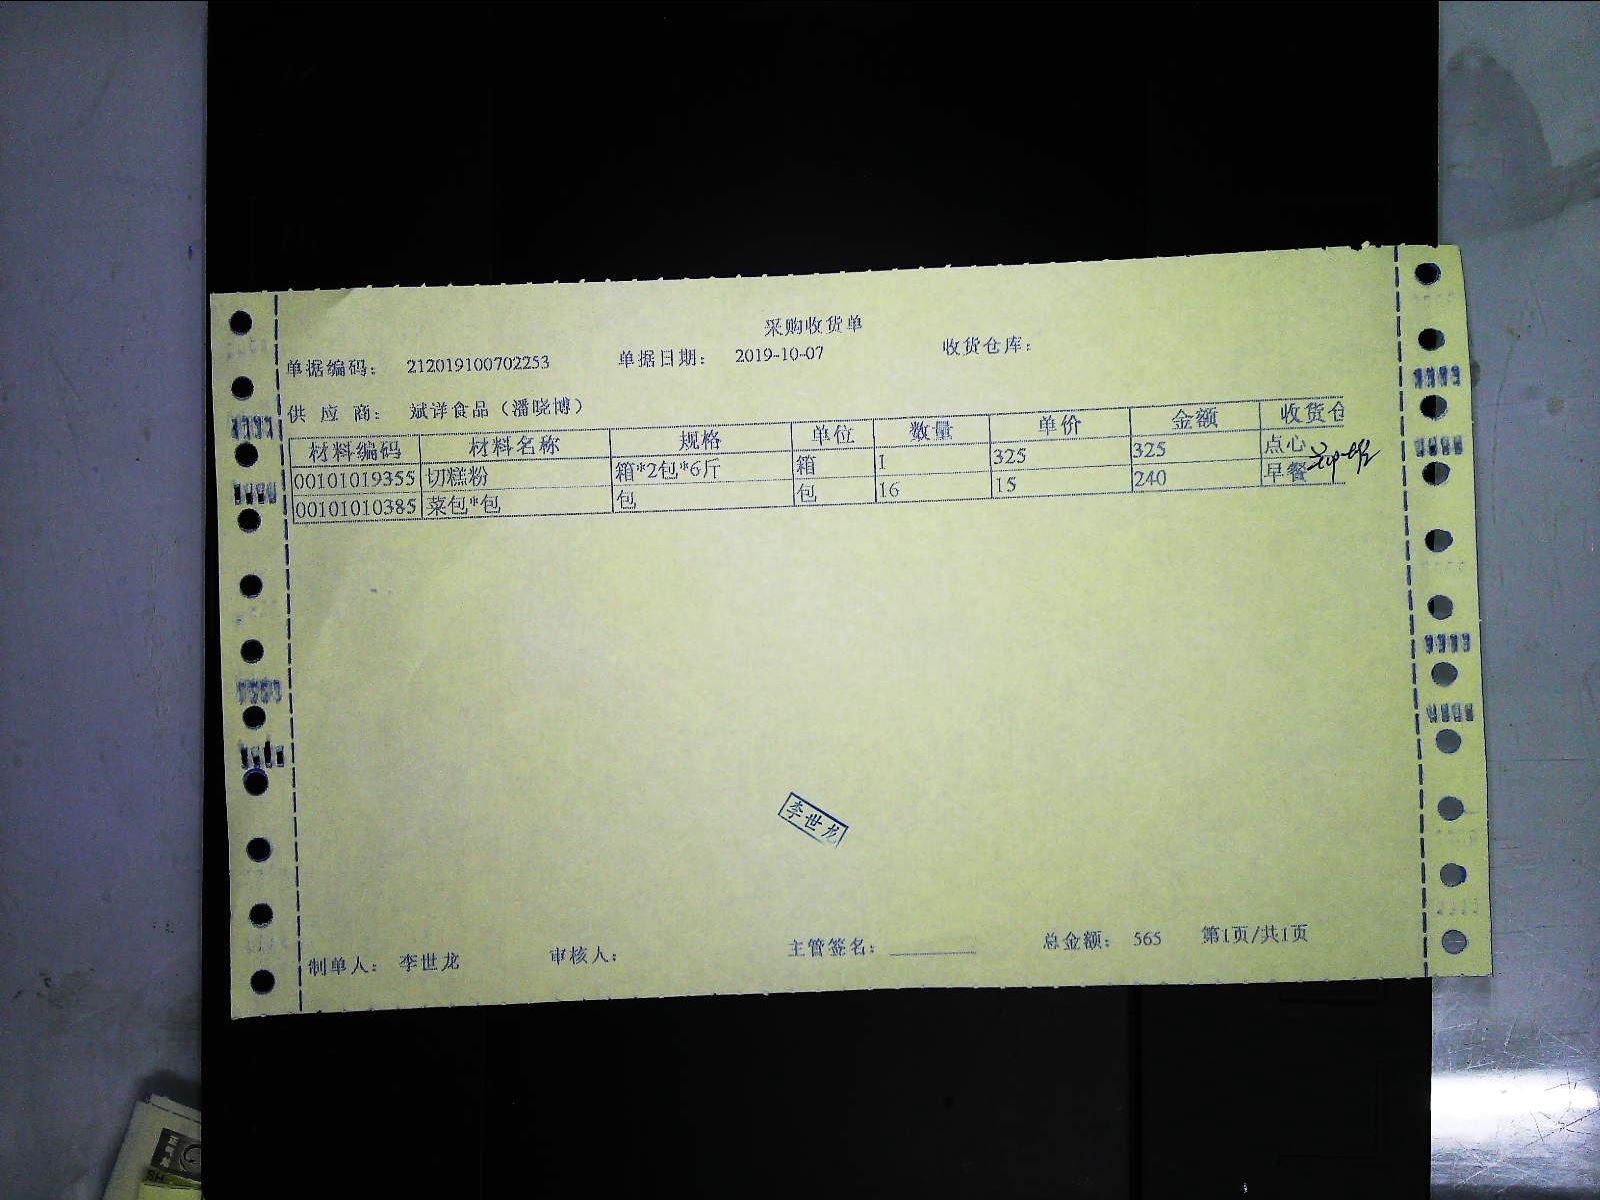 采购收货单
单据编码： 212019100702253 单据日期： 2019-10-07 收货仓库：
供 应 商： 斌详食品（潘晓博）
材料编码 材料名称 规格 单位 数量 单价 金额 收货仓
00101019355 切糕粉 箱*2包*6斤 箱 1 325 325 点心
00101010385 菜包*包 包 包 16 15 240 早餐
李世龙
制单人： 李世龙 审核人： 主管签名： 总金额： 565 第1页/共1页